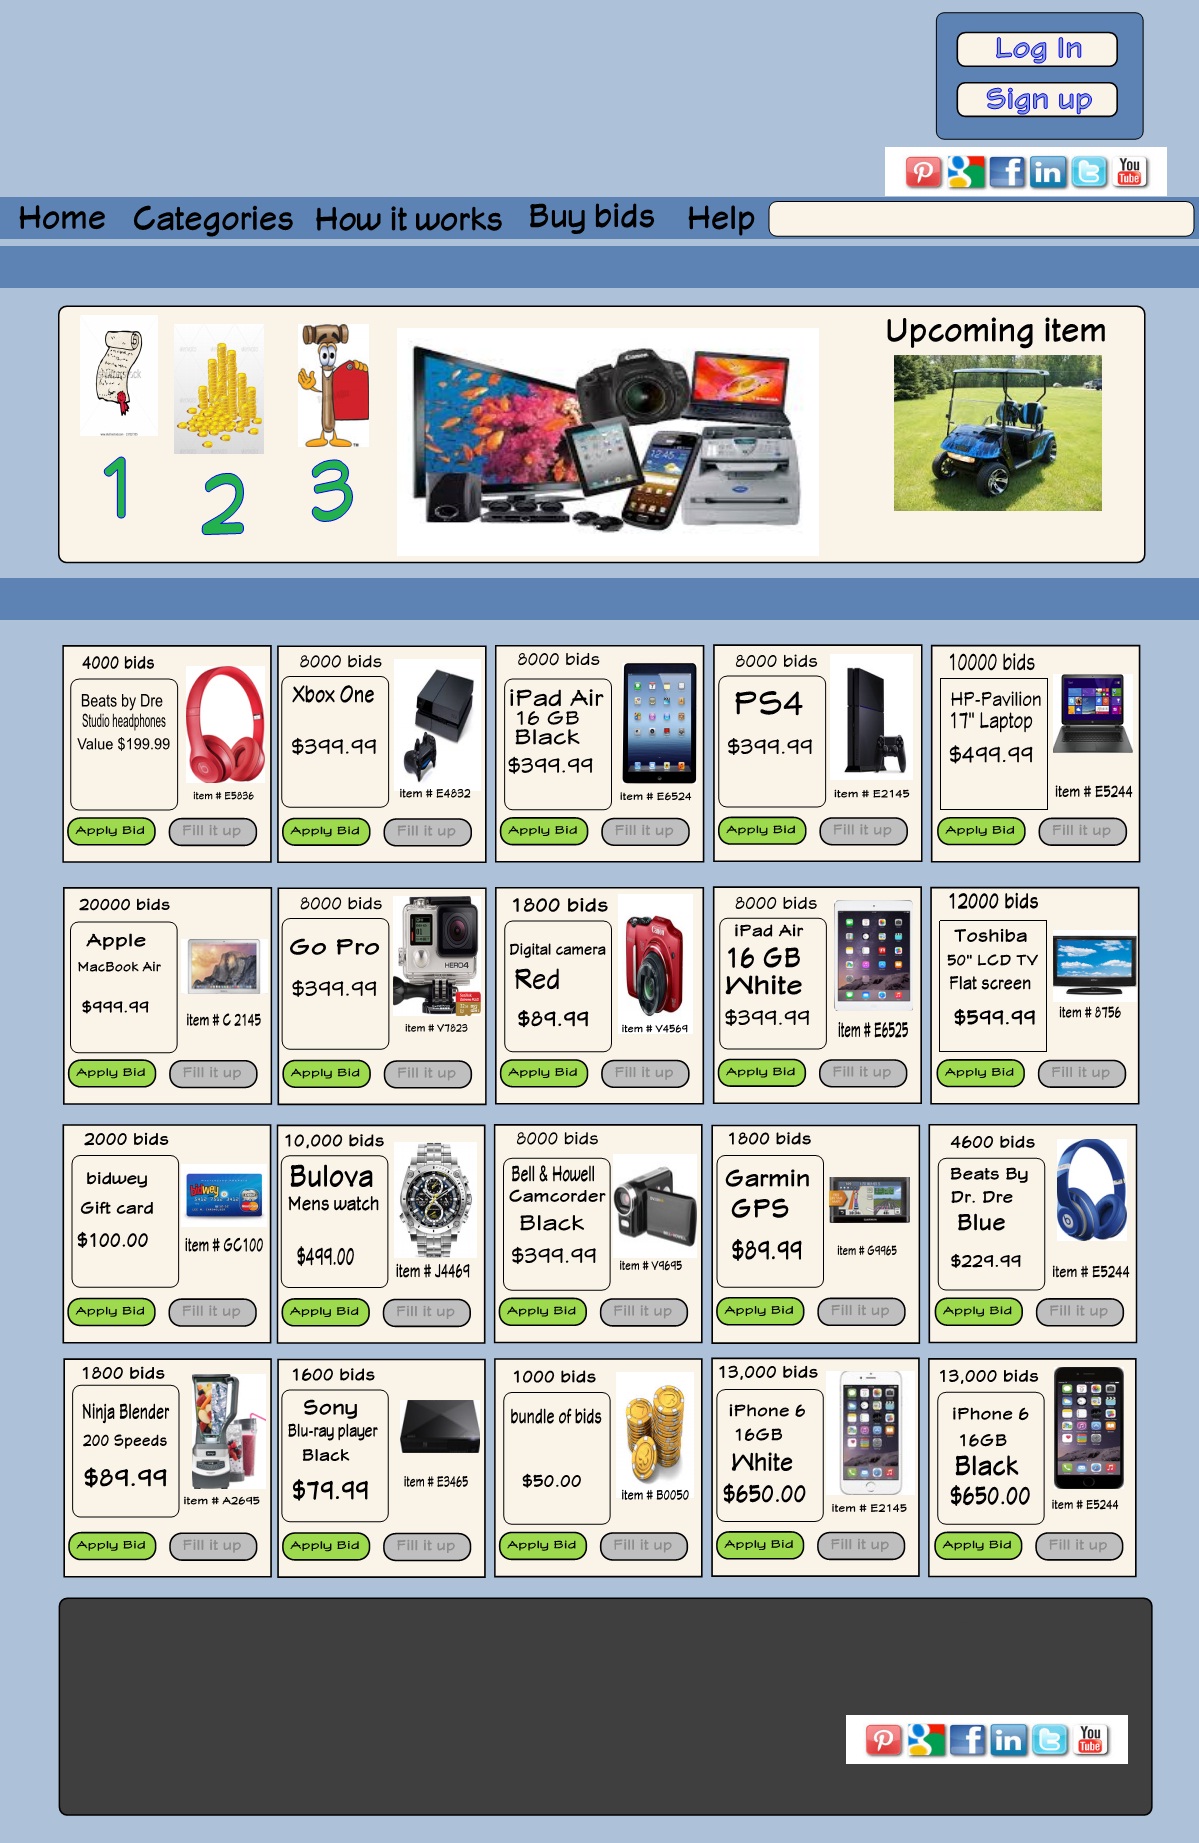 Log In
Sign up
You
Tube
Home Categories How it works Buy bids Help
Upcoming item
Canon
1 2 3
4000 bids
Beats by Dre
Studio headphones
Value $199.99
item # E5836
Apply Bid Fill it up
8000 bids
Xbox One
$399.99
item # E4832
Apply Bid Fill it up
8000 bids
iPad Air
16 GB
Black
$399.99
item # E6524
Apply Bid Fill it up
8000 bids
PS4
$399.99
item # E2145
Apply Bid Fill it up
10000 bids
HP-Pavilion
17" Laptop
$499.99
item # E5244
Apply Bid Fill it up
20000 bids
Apple
MacBook Air
$999.99
item # C 2145
Apply Bid Fill it up
8000 bids
Go Pro
$399.99
HERO4
item # V7823
Apply Bid Fill it up
1800 bids
Digital camera
Red
$89.99
item # V4569
Apply Bid Fill it up
8000 bids
iPad Air
16 GB
White
$399.99
item # E6525
Apply Bid Fill it up
12000 bids
Toshiba
50" LCD TV
Flat screen
$599.99
item # 8756
Apply Bid Fill it up
2000 bids
bidwey
Gift card
$100.00
bidwey
item # GC100
Apply Bid Fill it up
10,000 bids
Bulova
Mens watch
$499.00
item # J4469
Apply Bid Fill it up
8000 bids
Bell & Howell
Camcorder
Black
$399.99
item # V9695
Apply Bid Fill it up
1800 bids
Garmin
GPS
$89.99
item # G9965
Apply Bid Fill it up
4600 bids
Beats By
Dr. Dre
Blue
$229.99
item # E5244
Apply Bid Fill it up
1800 bids
Ninja Blender
200 Speeds
$89.99
item # A2695
Apply Bid Fill it up
1600 bids
Sony
Blu-ray player
Black
$79.99
item # E3465
Apply Bid Fill it up
1000 bids
bundle of bids
$50.00
item # B0050
Apply Bid Fill it up
13,000 bids
iPhone 6
16GB
White
$650.00
item # E2145
Apply Bid Fill it up
13,000 bids
iPhone 6
16GB
Black
$650.00
item # E5244
Apply Bid Fill it up
You
Tube